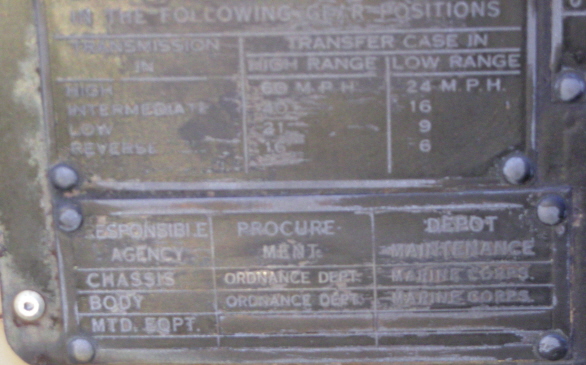 IN THE FOLLOWING GEAR POSITIONS
TRANSMISSION TRANSFER CASE IN
IN HIGH RANGE LOW RANGE
HIGH 60 M.P.H. 24 M.P.H.
INTERMEDIATE 40 16
LOW 21 9
REVERSE 16 6
RESPONSIBLE PROCURE- DEPOT
AGENCY MENT. MAINTENANCE
CHASSIS ORDNANCE DEPT. MARINE CORPS.
BODY ORDNANCE DEPT. MARINE CORPS.
MTD. EQPT.